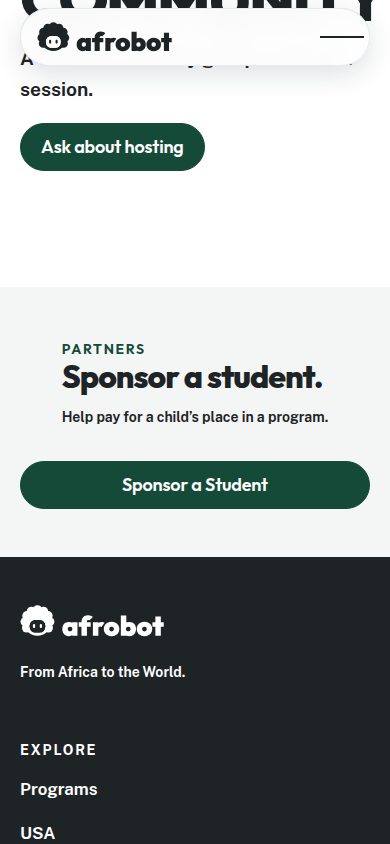 COMMUNITY
afrobot
session.
Ask about hosting
PARTNERS
Sponsor a student.
Help pay for a child’s place in a program.
Sponsor a Student
afrobot
From Africa to the World.
EXPLORE
Programs
USA